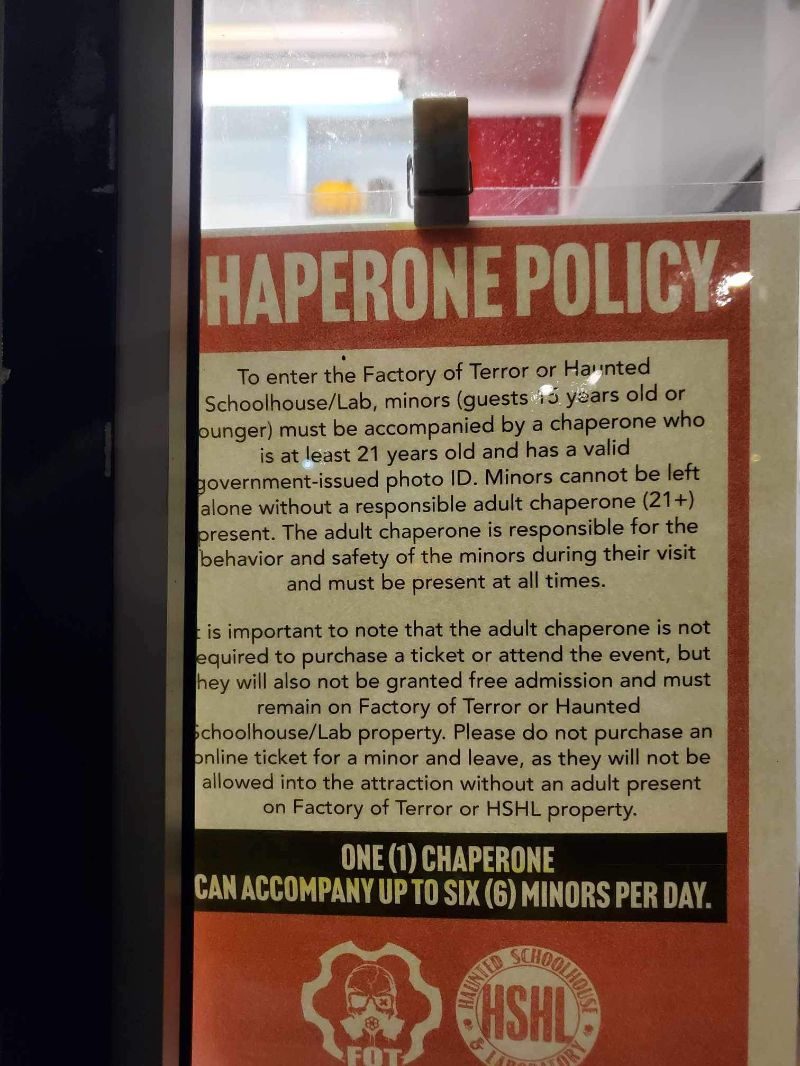 HAPERONE POLICY
To enter the Factory of Terror or Haunted
Schoolhouse/Lab, minors (guests 15 years old or
ounger) must be accompanied by a chaperone who
is at least 21 years old and has a valid
government-issued photo ID. Minors cannot be left
alone without a responsible adult chaperone (21+)
present. The adult chaperone is responsible for the
behavior and safety of the minors during their visit
and must be present at all times.
t is important to note that the adult chaperone is not
equired to purchase a ticket or attend the event, but
hey will also not be granted free admission and must
remain on Factory of Terror or Haunted
Schoolhouse/Lab property. Please do not purchase an
online ticket for a minor and leave, as they will not be
allowed into the attraction without an adult present
on Factory of Terror or HSHL property.
ONE (1) CHAPERONE
CAN ACCOMPANY UP TO SIX (6) MINORS PER DAY.
FOT
HAUNTED SCHOOLHOUSE
HSHL
& LABORATORY